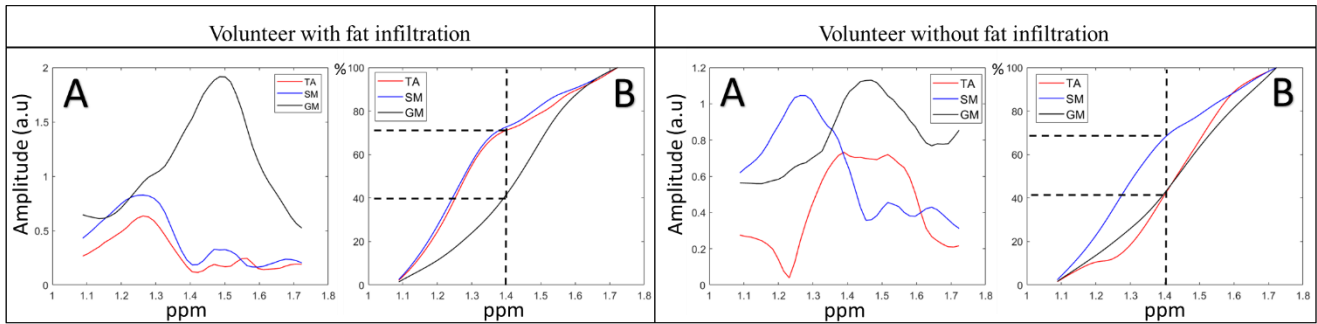 Volunteer with fat infiltration
Volunteer without fat infiltration
A
TA
SM
GM
Amplitude (a.u)
2
1.5
1
0.5
0
1 1.1 1.2 1.3 1.4 1.5 1.6 1.7 1.8
ppm
%
B
TA
SM
GM
100
80
60
40
20
0
1 1.1 1.2 1.3 1.4 1.5 1.6 1.7 1.8
ppm
A
TA
SM
GM
Amplitude (a.u)
1.2
1
0.8
0.6
0.4
0.2
0
1 1.1 1.2 1.3 1.4 1.5 1.6 1.7 1.8
ppm
%
B
TA
SM
GM
100
80
60
40
20
0
1 1.1 1.2 1.3 1.4 1.5 1.6 1.7 1.8
ppm